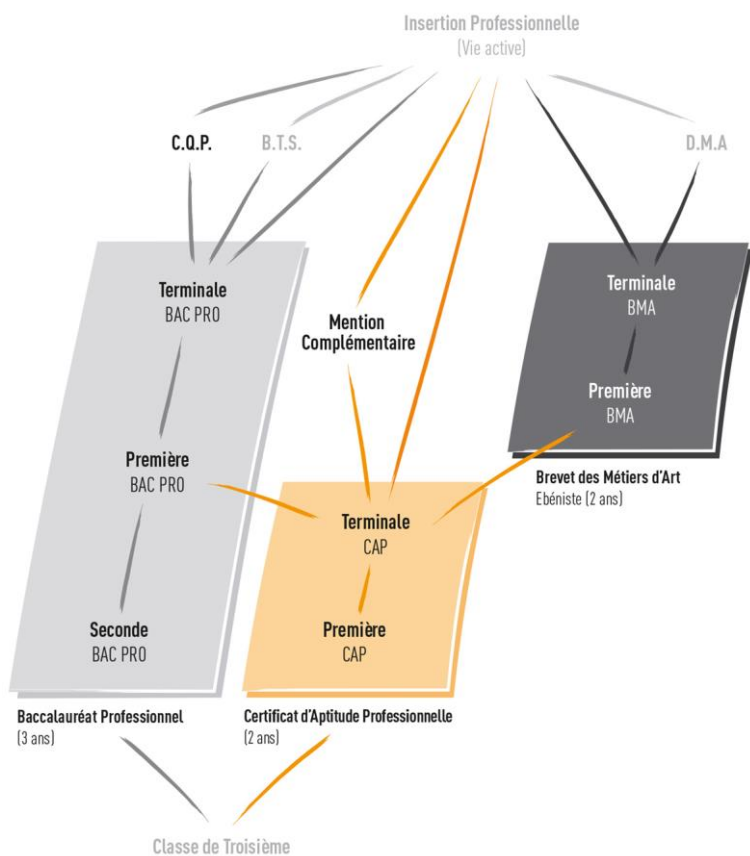 Insertion Professionnelle
(Vie active)
C.Q.P.
B.T.S.
D.M.A
Terminale
BAC PRO
Terminale
BMA
Mention
Complémentaire
Première
BMA
Première
BAC PRO
Brevet des Métiers d'Art
Ebéniste (2 ans)
Terminale
CAP
Seconde
BAC PRO
Première
CAP
Baccalauréat Professionnel
(3 ans)
Certificat d'Aptitude Professionnelle
(2 ans)
Classe de Troisième